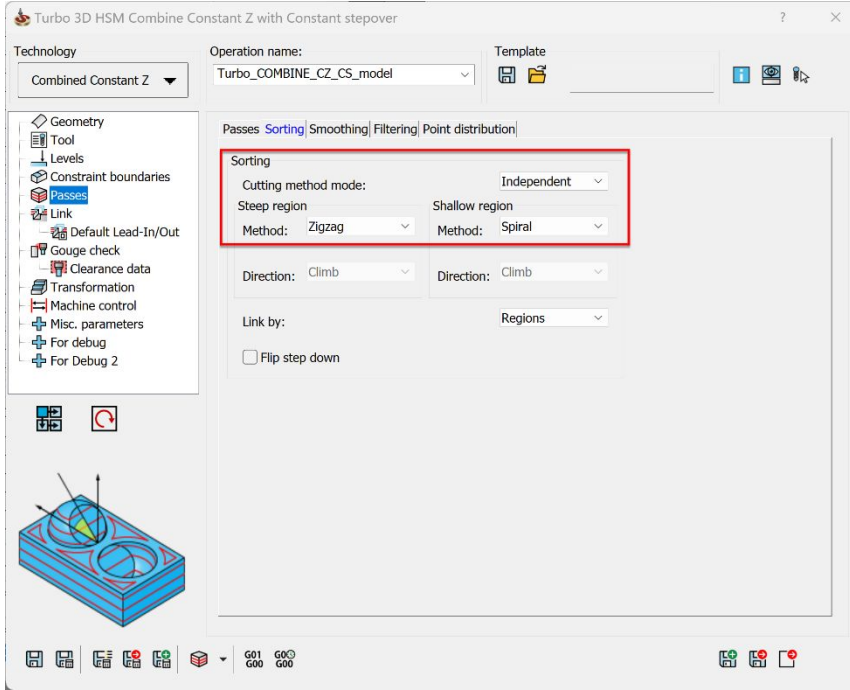 Turbo 3D HSM Combine Constant Z with Constant stepover
Technology
Combined Constant Z
Operation name:
Turbo_COMBINE_CZ_CS_model
Template
Geometry
Tool
Levels
Constraint boundaries
Passes
Link
Default Lead-In/Out
Gouge check
Clearance data
Transformation
Machine control
Misc. parameters
For debug
For Debug 2
Passes Sorting Smoothing Filtering Point distribution
Sorting
Cutting method mode: Independent
Steep region Shallow region
Method: Zigzag Method: Spiral
Direction: Climb Direction: Climb
Link by: Regions
Flip step down
G01 G0
G00 G00